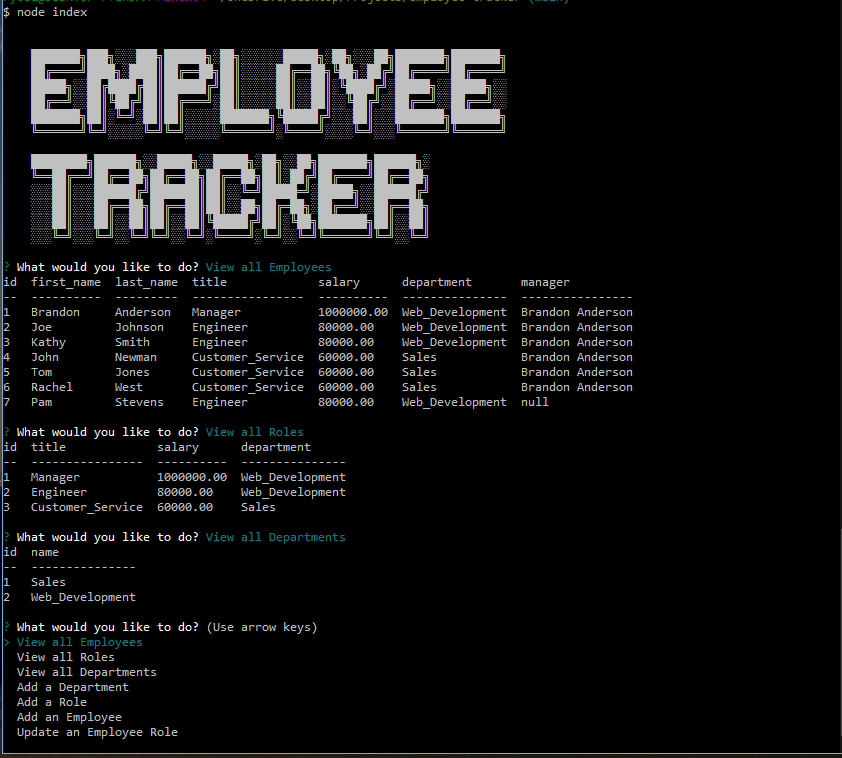 $ node index
EMPLOYEE
TRACKER
? What would you like to do? View all Employees
id  first_name  last_name  title             salary      department       manager
--  ----------  ---------  ----------------  ----------  ---------------  ----------------
1   Brandon     Anderson   Manager           1000000.00  Web_Development  Brandon Anderson
2   Joe         Johnson    Engineer          80000.00    Web_Development  Brandon Anderson
3   Kathy       Smith      Engineer          80000.00    Web_Development  Brandon Anderson
4   John        Newman     Customer_Service  60000.00    Sales            Brandon Anderson
5   Tom         Jones      Customer_Service  60000.00    Sales            Brandon Anderson
6   Rachel      West       Customer_Service  60000.00    Sales            Brandon Anderson
7   Pam         Stevens    Engineer          80000.00    Web_Development  null
? What would you like to do? View all Roles
id  title             salary      department
--  ----------------  ----------  ---------------
1   Manager           1000000.00  Web_Development
2   Engineer          80000.00    Web_Development
3   Customer_Service  60000.00    Sales
? What would you like to do? View all Departments
id  name
--  ---------------
1   Sales
2   Web_Development
? What would you like to do? (Use arrow keys)
> View all Employees
  View all Roles
  View all Departments
  Add a Department
  Add a Role
  Add an Employee
  Update an Employee Role